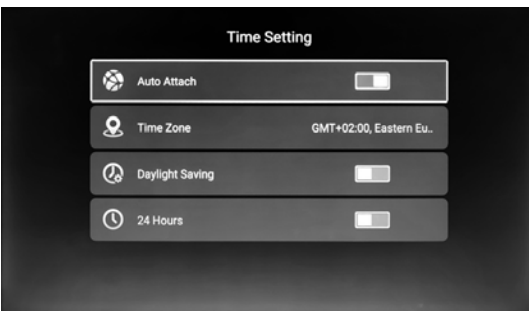 Time Setting
Auto Attach
Time Zone GMT+02:00, Eastern Eu..
Daylight Saving
24 Hours